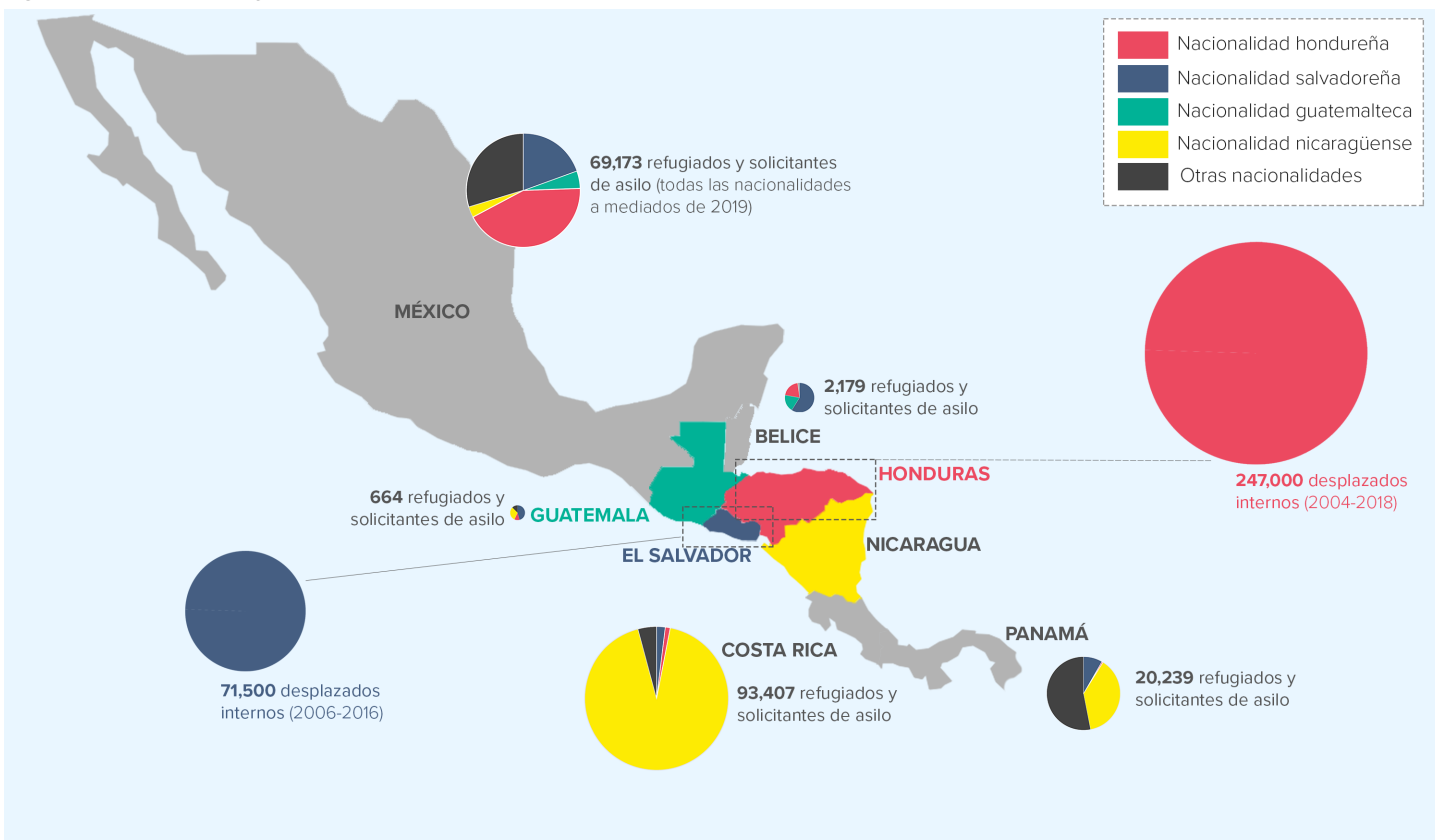 Nacionalidad hondureña
Nacionalidad salvadoreña
Nacionalidad guatemalteca
Nacionalidad nicaragüense
Otras nacionalidades
69,173 refugiados y solicitantes
de asilo (todas las nacionalidades
a mediados de 2019)
MÉXICO
2,179 refugiados y
solicitantes de asilo
BELICE
HONDURAS
247,000 desplazados
internos (2004-2018)
664 refugiados y
solicitantes de asilo
GUATEMALA
EL SALVADOR
NICARAGUA
71,500 desplazados
internos (2006-2016)
COSTA RICA
93,407 refugiados y
solicitantes de asilo
PANAMÁ
20,239 refugiados y
solicitantes de asilo